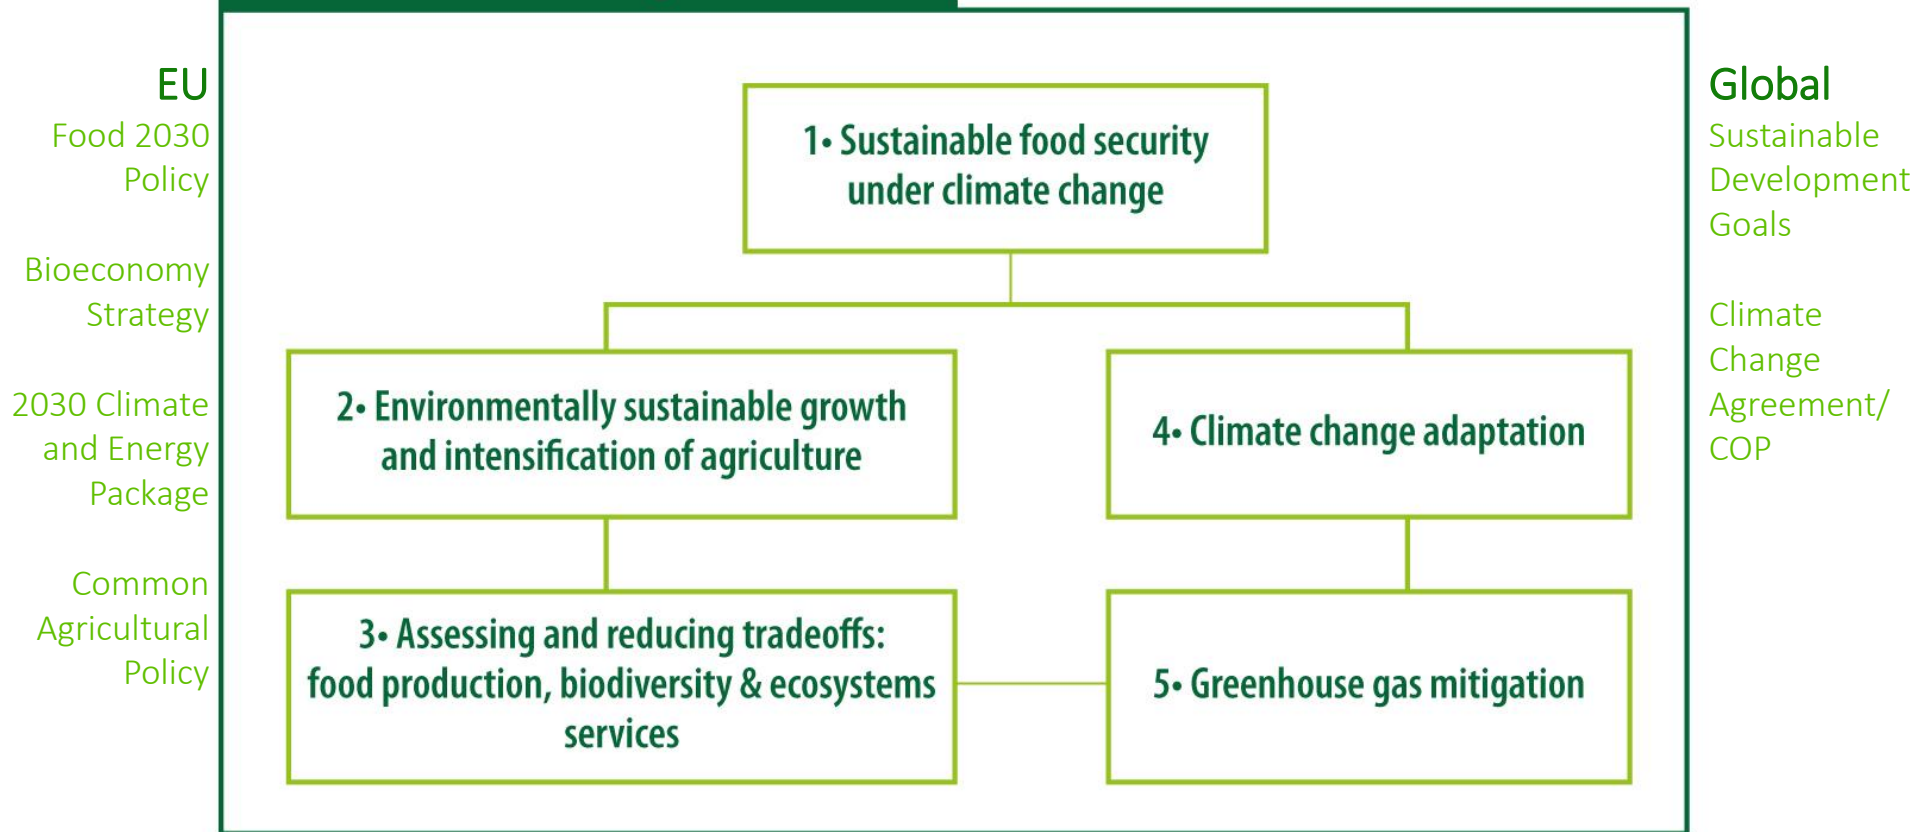 EU
Food 2030
Policy
Bioeconomy
Strategy
2030 Climate
and Energy
Package
Common
Agricultural
Policy
1• Sustainable food security
under climate change
2• Environmentally sustainable growth
and intensification of agriculture
4• Climate change adaptation
3• Assessing and reducing tradeoffs:
food production, biodiversity & ecosystems
services
5• Greenhouse gas mitigation
Global
Sustainable
Development
Goals
Climate
Change
Agreement/
COP